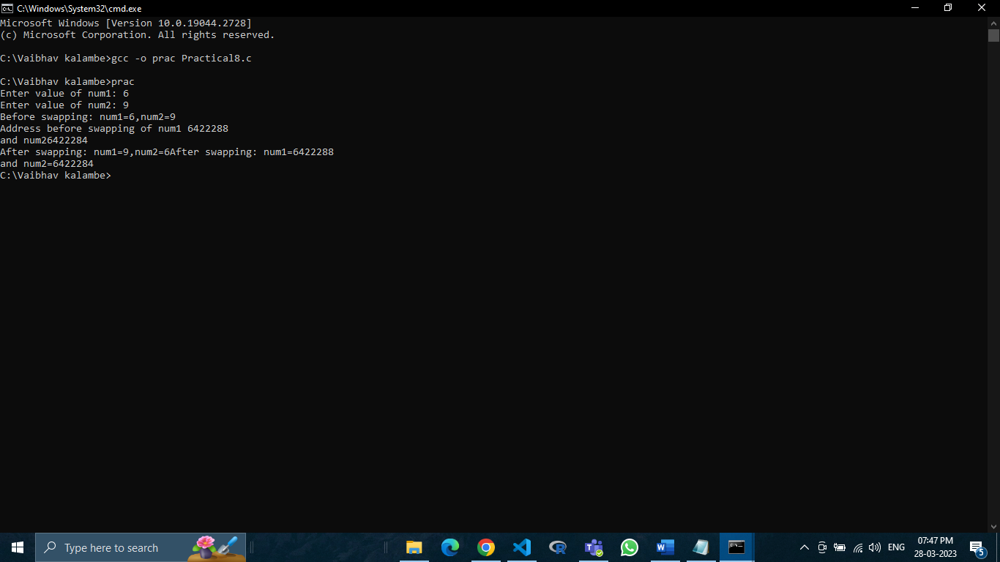 C:\Windows\System32\cmd.exe
Microsoft Windows [Version 10.0.19044.2728]
(c) Microsoft Corporation. All rights reserved.
C:\Vaibhav kalambe>gcc -o prac Practical8.c
C:\Vaibhav kalambe>prac
Enter value of num1: 6
Enter value of num2: 9
Before swapping: num1=6,num2=9
Address before swapping of num1 6422288
and num26422284
After swapping: num1=9,num2=6After swapping: num1=6422288
and num2=6422284
C:\Vaibhav kalambe>
Type here to search
ENG
07:47 PM
28-03-2023
5